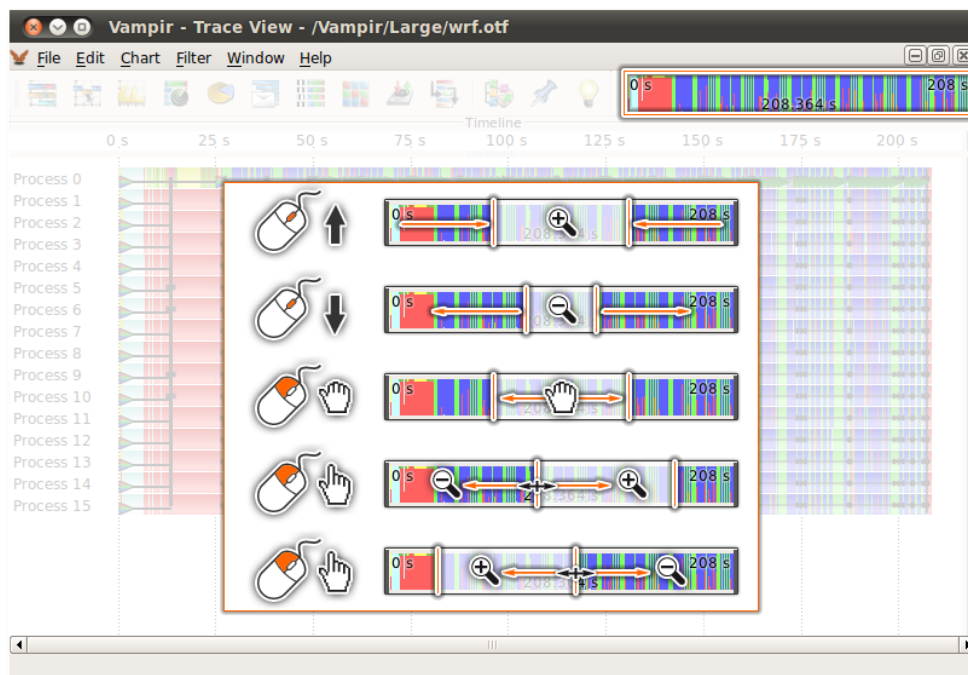 Vampir - Trace View - /Vampir/Large/wrf.otf
File Edit Chart Filter Window Help
0 s 208 s
208.364 s
Timeline
0 s 25 s 50 s 75 s 100 s 125 s 150 s 175 s 200 s
Process 0
Process 1
Process 2
Process 3
Process 4
Process 5
Process 6
Process 7
Process 8
Process 9
Process 10
Process 11
Process 12
Process 13
Process 14
Process 15
0 s 208 s
0 s 208 s
0 s 208 s
0 s 208 s
0 s 208 s